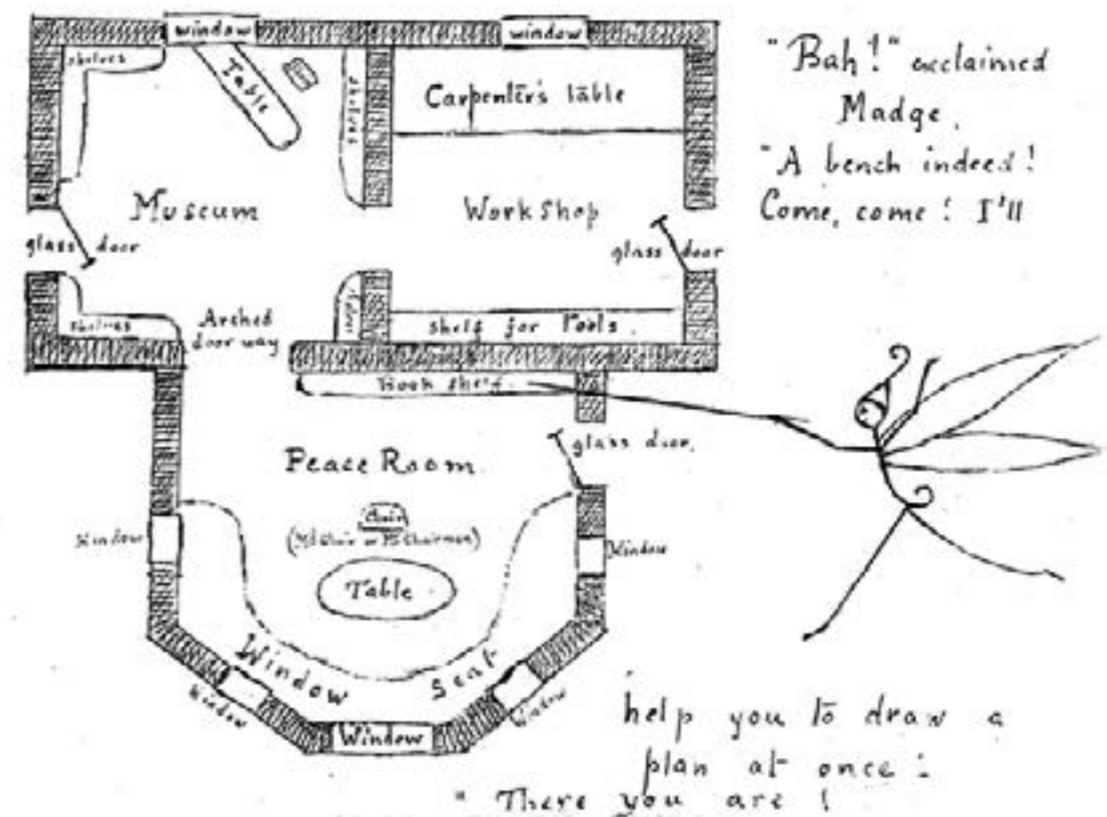 window
window
shelves
Table
shelves
Carpenter's table
"Bah!" exclaimed
Madge.
"A bench indeed!
Come, come! I'll
Museum
WorkShop
glass door
glass door
shelves
Arched
door way
shelf for Tools.
Book shelf.
glass door.
Peace Room
Chair
Window
Window
Table
Window Seat
Window
Window
Window
help you to draw a
plan at once!
"There you are!